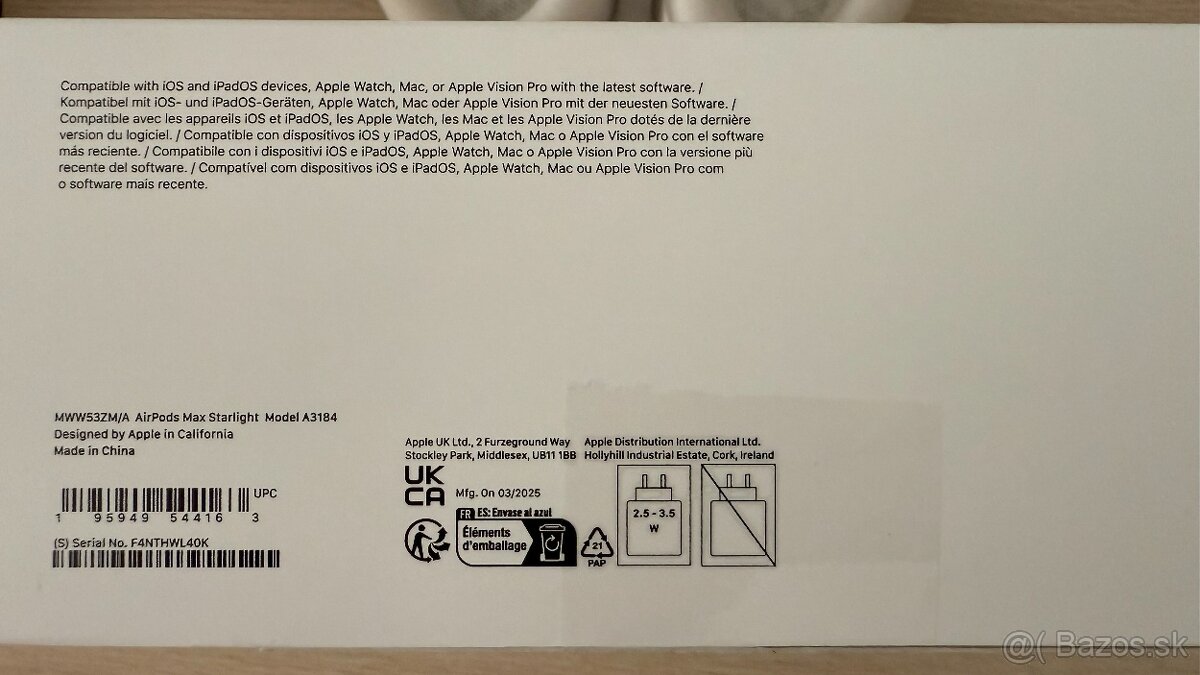 Compatible with iOS and iPadOS devices, Apple Watch, Mac, or Apple Vision Pro with the latest software. /
Kompatibel mit iOS- und iPadOS-Geräten, Apple Watch, Mac oder Apple Vision Pro mit der neuesten Software. /
Compatible avec les appareils iOS et iPadOS, les Apple Watch, les Mac et les Apple Vision Pro dotés de la dernière
version du logiciel. / Compatible con dispositivos iOS y iPadOS, Apple Watch, Mac o Apple Vision Pro con el software
más reciente. / Compatibile con i dispositivi iOS e iPadOS, Apple Watch, Mac o Apple Vision Pro con la versione più
recente del software. / Compatível com dispositivos iOS e iPadOS, Apple Watch, Mac ou Apple Vision Pro com
o software mais recente.
MWW53ZM/A AirPods Max Starlight Model A3184
Designed by Apple in California
Made in China
UPC
1 95949 54416 3
(S) Serial No. F4NTHWL40K
Apple UK Ltd., 2 Furzeground Way
Stockley Park, Middlesex, UB11 1BB
Apple Distribution International Ltd.
Hollyhill Industrial Estate, Cork, Ireland
UK
CA
Mfg. On 03/2025
FR ES: Envase al azul
Éléments
d'emballage
21
PAP
2.5 - 3.5
W
@( Bazos.sk